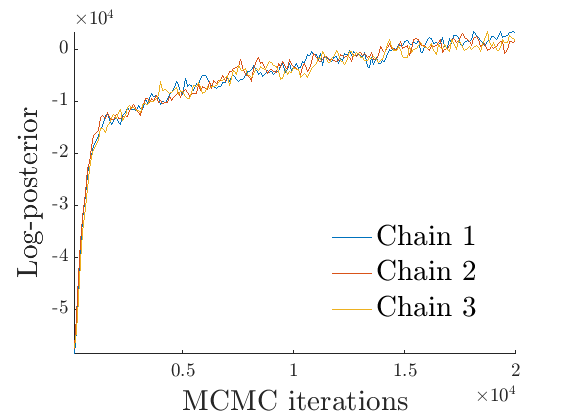 ×10⁴
0
-1
-2
-3
-4
-5
Log-posterior
Chain 1
Chain 2
Chain 3
0.5 1 1.5 2
MCMC iterations
×10⁴